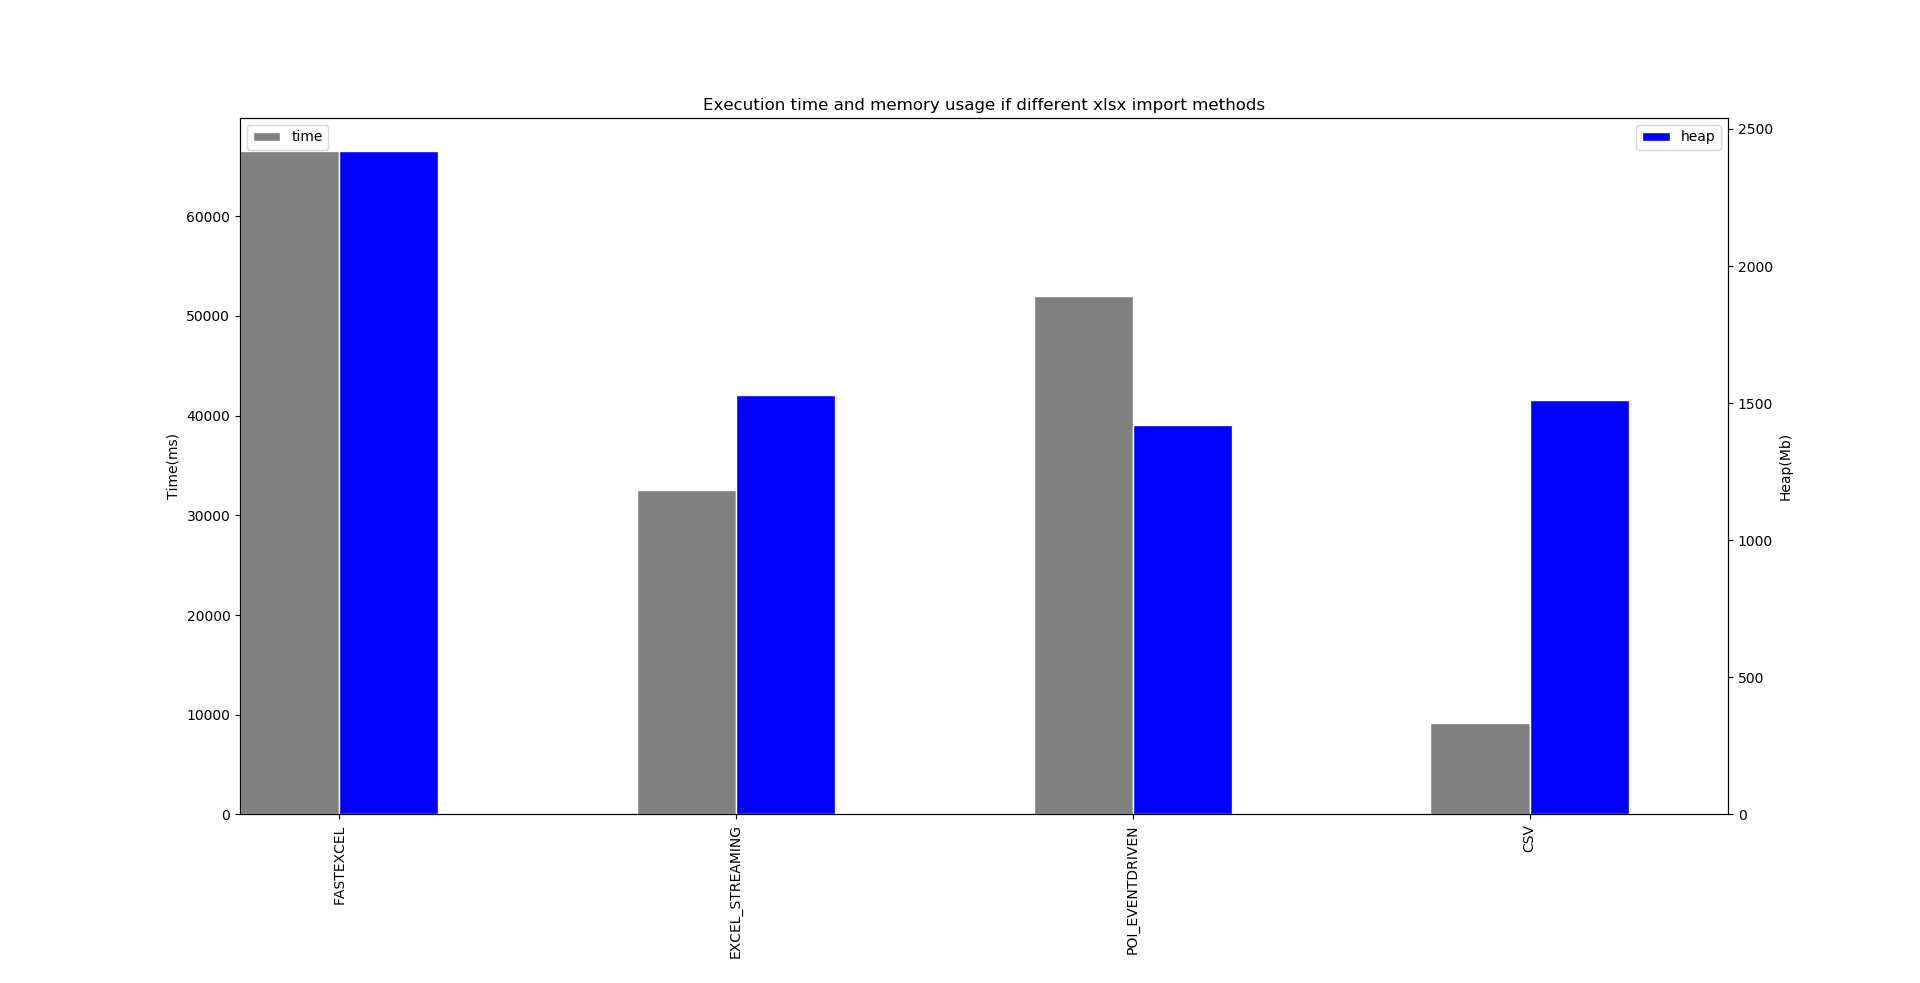 Execution time and memory usage if different xlsx import methods
time
heap
60000
50000
40000
30000
20000
10000
0
Time(ms)
2500
2000
1500
1000
500
0
Heap(Mb)
FASTEXCEL
EXCEL_STREAMING
POI_EVENTDRIVEN
CSV